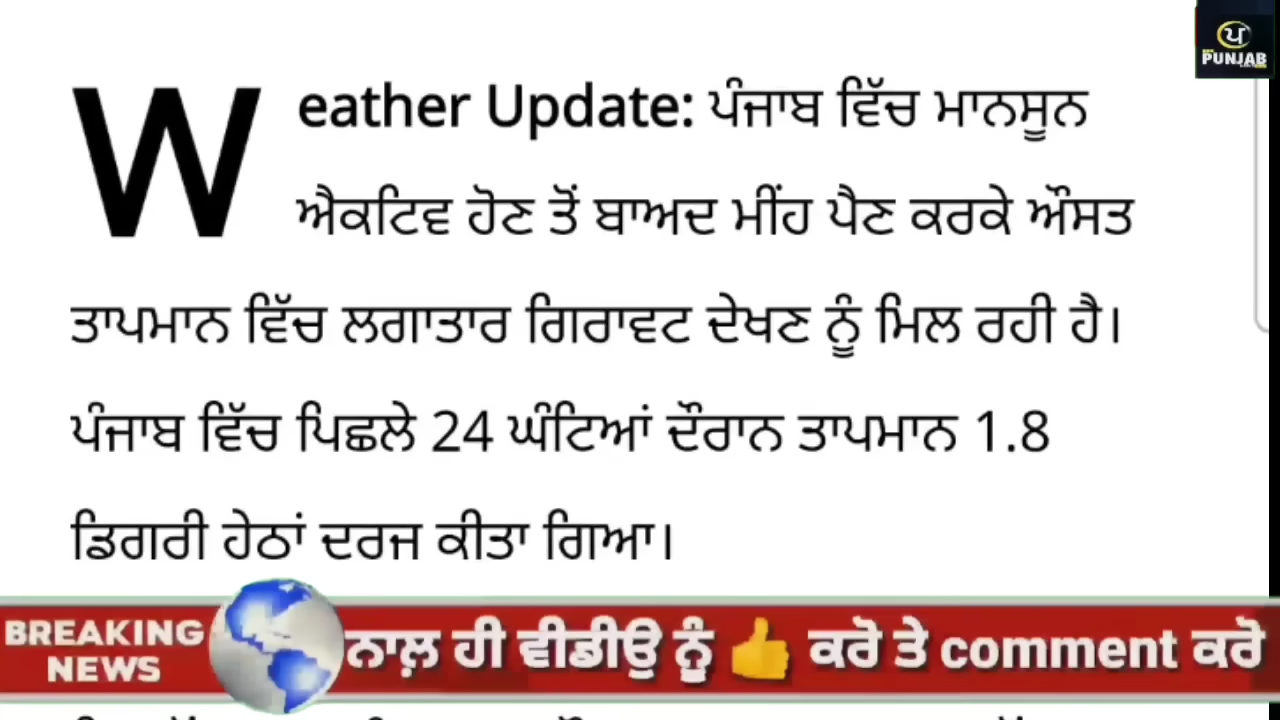 ਪ
PUNJAB
Weather Update: ਪੰਜਾਬ ਵਿੱਚ ਮਾਨਸੂਨ
ਐਕਟਿਵ ਹੋਣ ਤੋਂ ਬਾਅਦ ਮੀਂਹ ਪੈਣ ਕਰਕੇ ਔਸਤ
ਤਾਪਮਾਨ ਵਿੱਚ ਲਗਾਤਾਰ ਗਿਰਾਵਟ ਦੇਖਣ ਨੂੰ ਮਿਲ ਰਹੀ ਹੈ।
ਪੰਜਾਬ ਵਿੱਚ ਪਿਛਲੇ 24 ਘੰਟਿਆਂ ਦੌਰਾਨ ਤਾਪਮਾਨ 1.8
ਡਿਗਰੀ ਹੇਠਾਂ ਦਰਜ ਕੀਤਾ ਗਿਆ।
BREAKING
NEWS
ਨਾਲ਼ ਹੀ ਵੀਡੀਉ ਨੂੰ 👍 ਕਰੋ ਤੇ comment ਕਰੋ